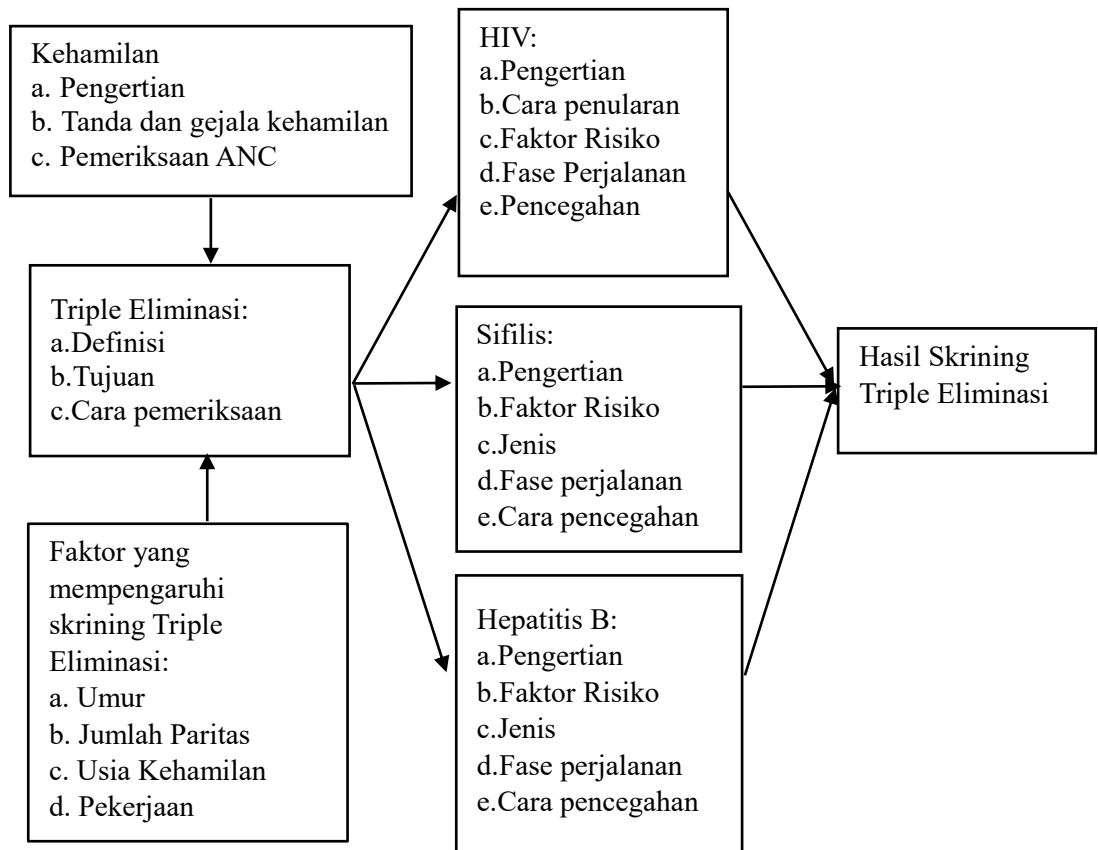 Kehamilan
a. Pengertian
b. Tanda dan gejala kehamilan
c. Pemeriksaan ANC
Triple Eliminasi:
a.Definisi
b.Tujuan
c.Cara pemeriksaan
Faktor yang
mempengaruhi
skrining Triple
Eliminasi:
a. Umur
b. Jumlah Paritas
c. Usia Kehamilan
d. Pekerjaan
HIV:
a.Pengertian
b.Cara penularan
c.Faktor Risiko
d.Fase Perjalanan
e.Pencegahan
Sifilis:
a.Pengertian
b.Faktor Risiko
c.Jenis
d.Fase perjalanan
e.Cara pencegahan
Hepatitis B:
a.Pengertian
b.Faktor Risiko
c.Jenis
d.Fase perjalanan
e.Cara pencegahan
Hasil Skrining
Triple Eliminasi